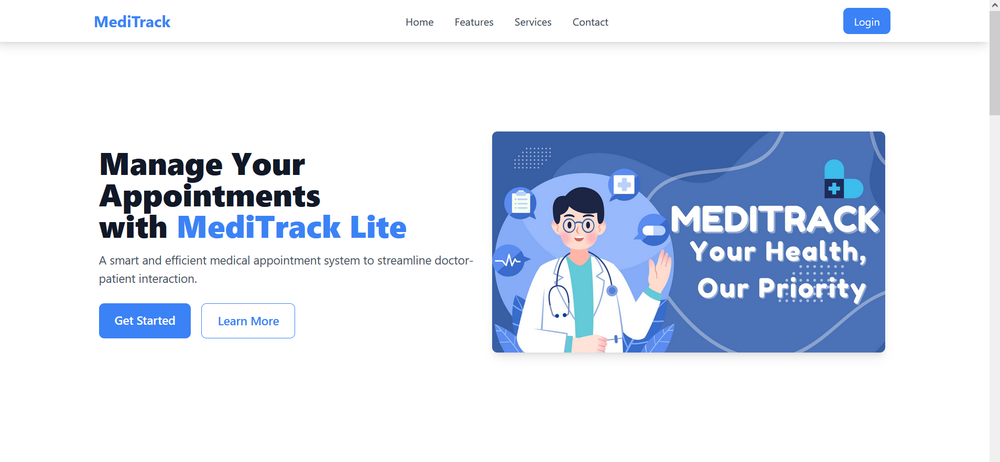 MediTrack
Home Features Services Contact
Login
Manage Your
Appointments
with MediTrack Lite
A smart and efficient medical appointment system to streamline doctor-
patient interaction.
Get Started
Learn More
MEDITRACK
Your Health,
Our Priority